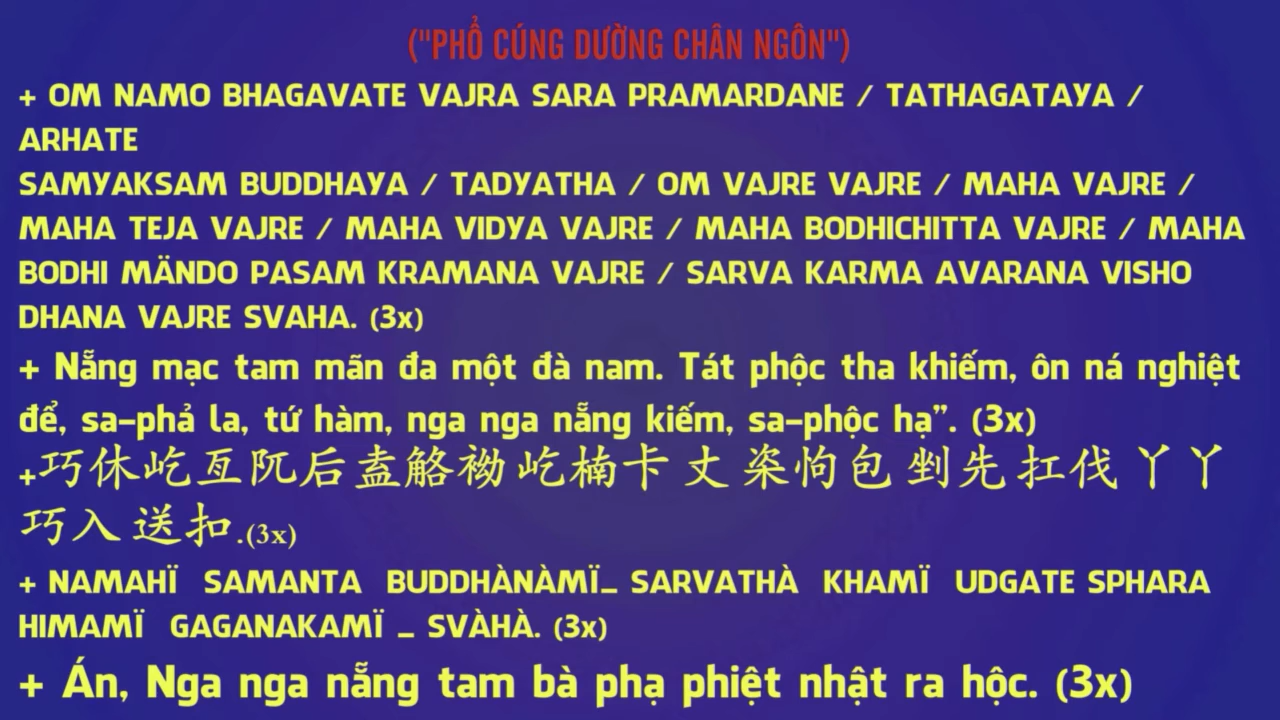 ("PHỔ CÚNG DƯỜNG CHÂN NGÔN")
+ OM NAMO BHAGAVATE VAJRA SARA PRAMARDANE / TATHAGATAYA /
ARHATE
SAMYAKSAM BUDDHAYA / TADYATHA / OM VAJRE VAJRE / MAHA VAJRE /
MAHA TEJA VAJRE / MAHA VIDYA VAJRE / MAHA BODHICHITTA VAJRE / MAHA
BODHI MÄNDO PASAM KRAMANA VAJRE / SARVA KARMA AVARANA VISHO
DHANA VAJRE SVAHA. (3x)
+ Nẵng mạc tam mãn đa một đà nam. Tát phộc tha khiếm, ôn ná nghiệt
để, sa-phả la, tứ hàm, nga nga nẵng kiếm, sa-phộc hạ”. (3x)
+巧休屹亙阢后盍觡袎屹楠卡丈楶怐包剉先扛伐丫丫
巧入送扣.(3x)
+ NAMAHÏ SAMANTA BUDDHÀNÀMÏ_ SARVATHÀ KHAMÏ UDGATE SPHARA
HIMAMÏ GAGANAKAMÏ _ SVÀHÀ. (3x)
+ Án, Nga nga nẵng tam bà phạ phiệt nhật ra hộc. (3x)